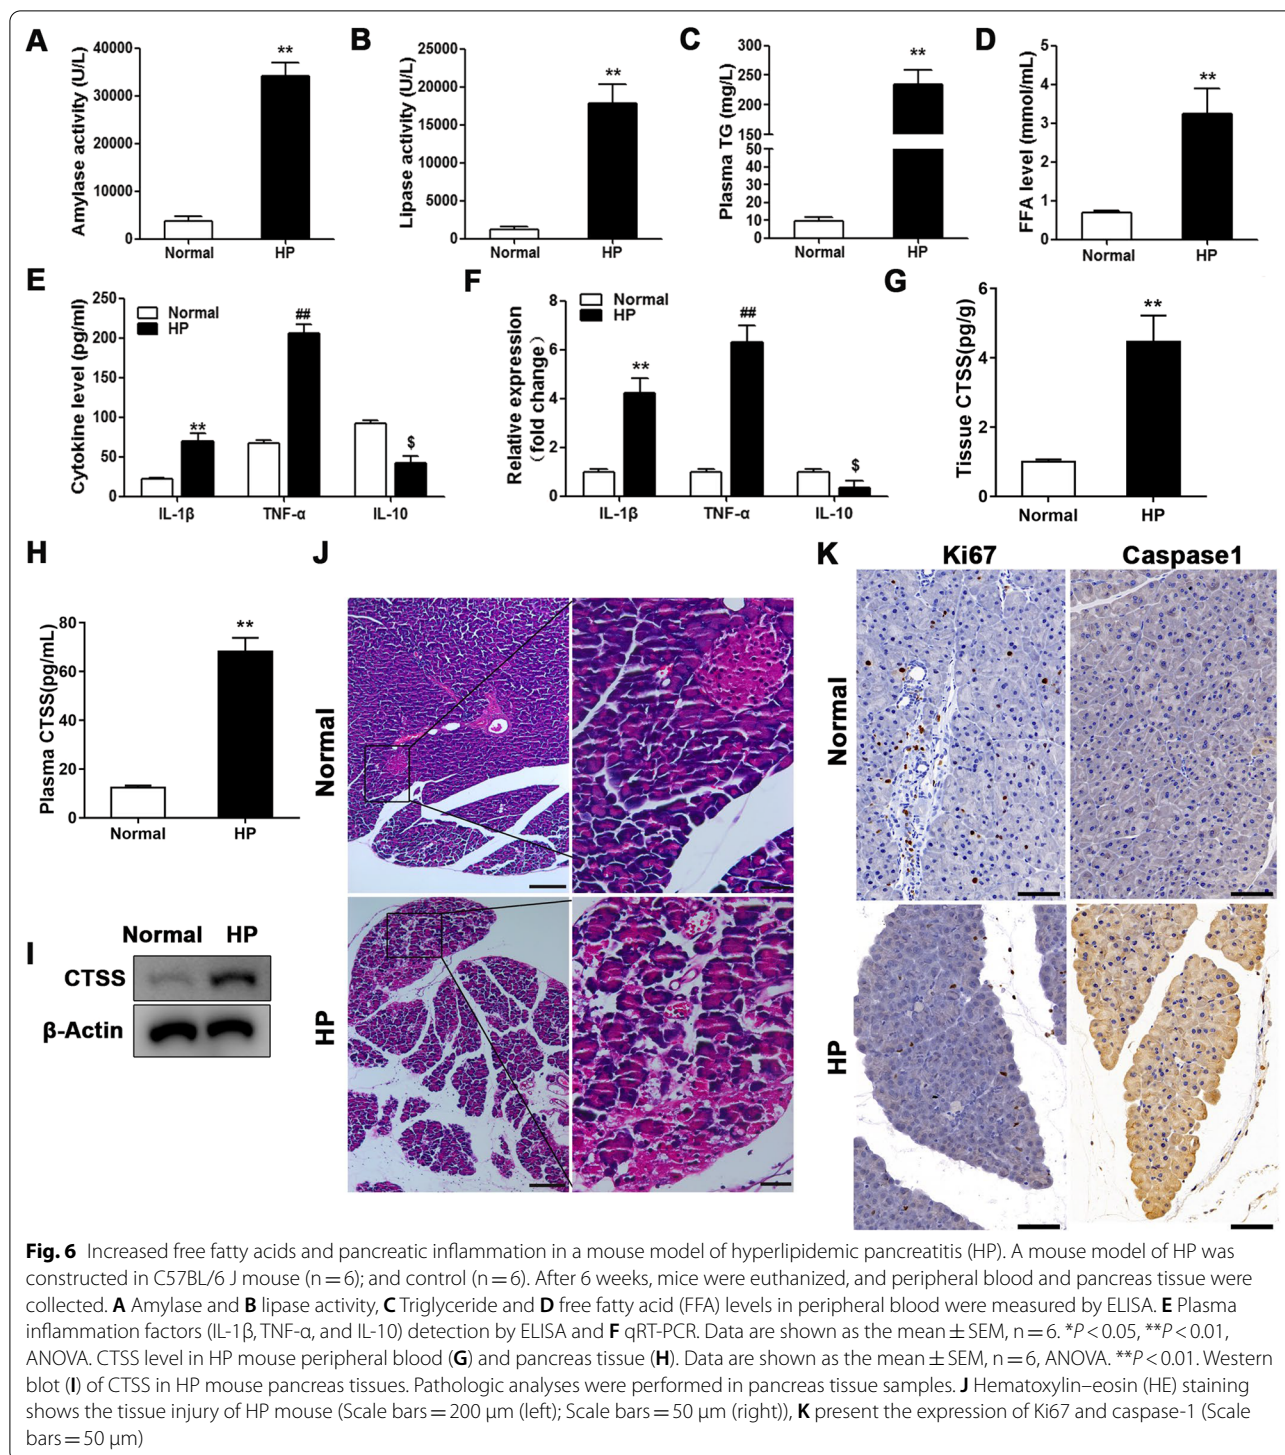 A
Amylase activity (U/L)
40000
30000
20000
10000
0
**
Normal
HP
B
Lipase activity (U/L)
25000
20000
15000
10000
5000
0
**
Normal
HP
C
Plasma TG (mg/L)
300
250
200
150
50
40
30
20
10
0
**
Normal
HP
D
FFA level (mmol/mL)
5
4
3
2
1
0
**
Normal
HP
E
Cytokine level (pg/ml)
250
200
150
100
50
0
Normal
HP
**
##
$
IL-1β
TNF-α
IL-10
F
Relative expression
(fold change)
8
6
4
2
0
Normal
HP
**
##
$
IL-1β
TNF-α
IL-10
G
Tissue CTSS(pg/g)
6
4
2
0
**
Normal
HP
H
Plasma CTSS(pg/mL)
80
60
40
20
0
**
Normal
HP
I
Normal HP
CTSS
β-Actin
J
Normal
HP
K
Ki67 Caspase1
Normal
HP
Fig. 6 Increased free fatty acids and pancreatic inflammation in a mouse model of hyperlipidemic pancreatitis (HP). A mouse model of HP was
constructed in C57BL/6 J mouse (n = 6); and control (n = 6). After 6 weeks, mice were euthanized, and peripheral blood and pancreas tissue were
collected. A Amylase and B lipase activity, C Triglyceride and D free fatty acid (FFA) levels in peripheral blood were measured by ELISA. E Plasma
inflammation factors (IL-1β, TNF-α, and IL-10) detection by ELISA and F qRT-PCR. Data are shown as the mean ± SEM, n = 6. *P < 0.05, **P < 0.01,
ANOVA. CTSS level in HP mouse peripheral blood (G) and pancreas tissue (H). Data are shown as the mean ± SEM, n = 6, ANOVA. **P < 0.01. Western
blot (I) of CTSS in HP mouse pancreas tissues. Pathologic analyses were performed in pancreas tissue samples. J Hematoxylin–eosin (HE) staining
shows the tissue injury of HP mouse (Scale bars = 200 μm (left); Scale bars = 50 μm (right)), K present the expression of Ki67 and caspase-1 (Scale
bars = 50 μm)